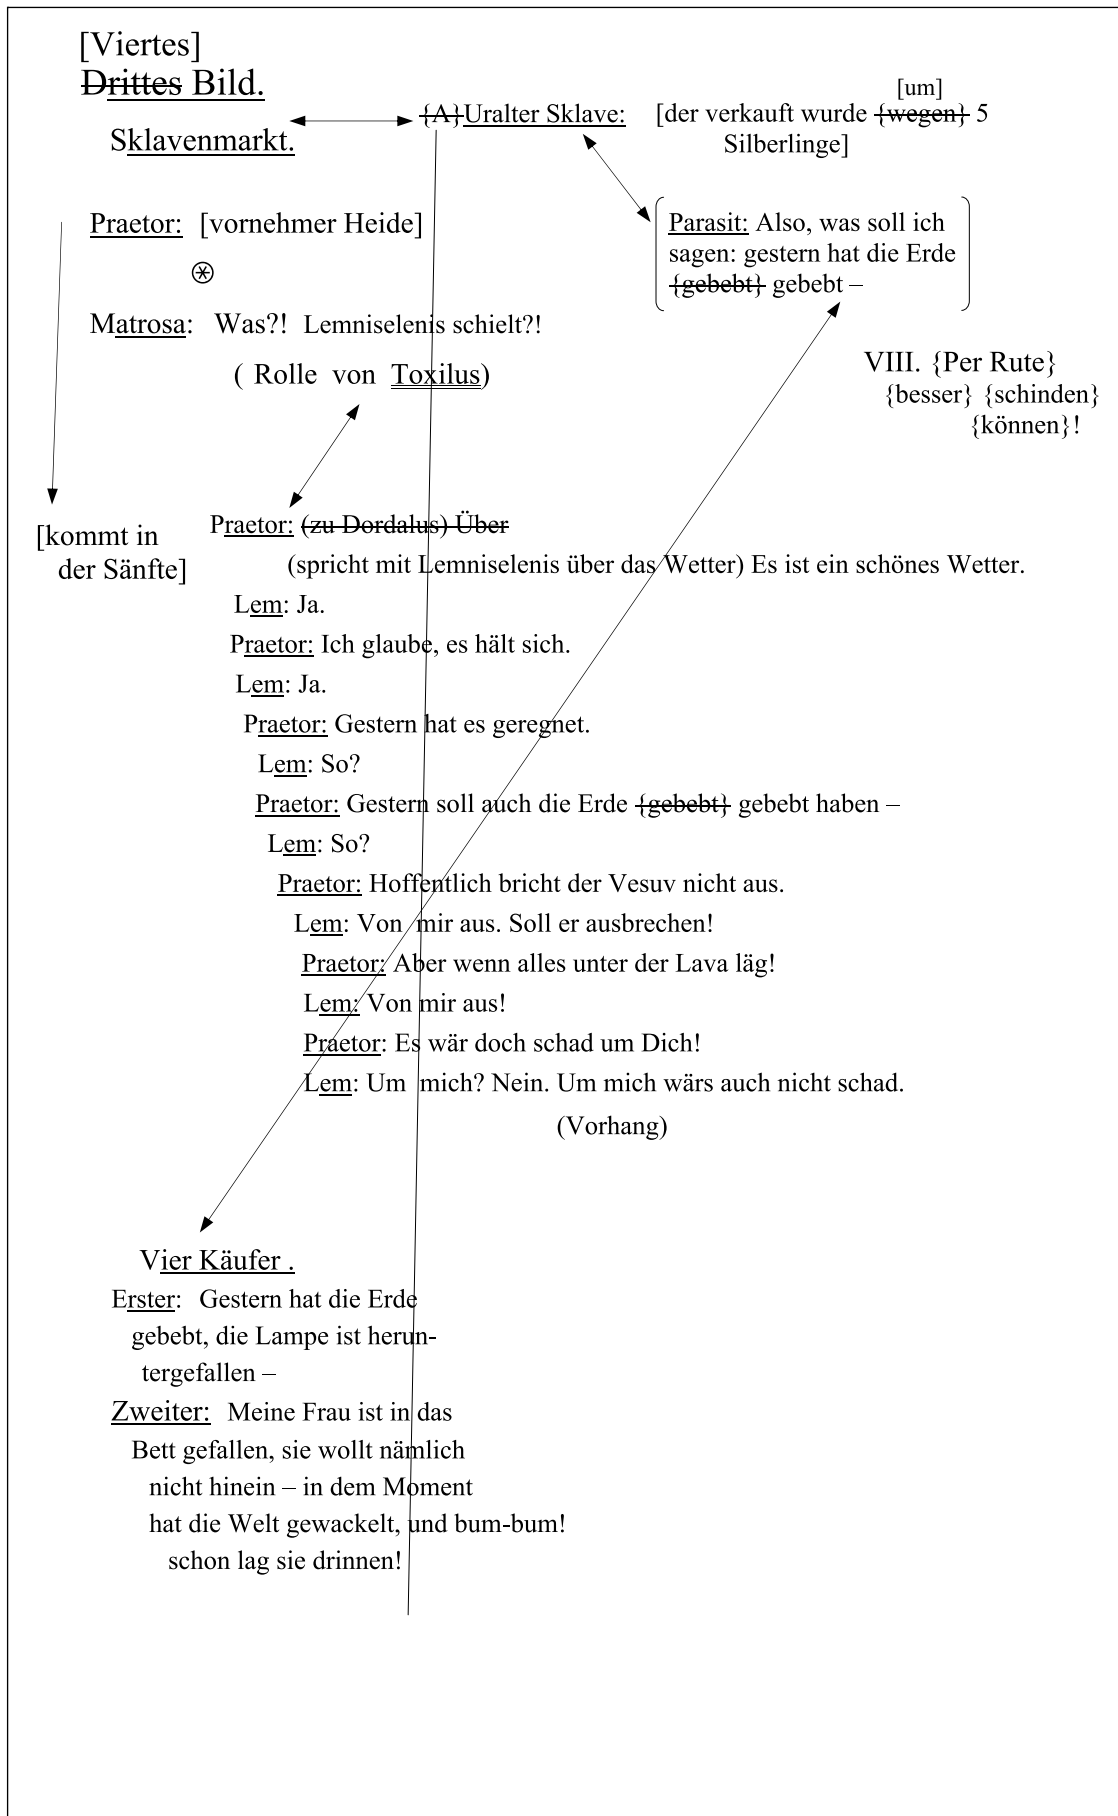 [Viertes]
Drittes Bild.
Sklavenmarkt.
{A}Uralter Sklave: [der verkauft wurde {wegen} 5
[um]
Silberlinge]
Praetor: [vornehmer Heide]
Parasit: Also, was soll ich
sagen: gestern hat die Erde
{gebebt} gebebt –
Matrosa: Was?! Lemniselenis schielt?!
( Rolle von Toxilus)
VIII. {Per Rute}
{besser} {schinden}
{können}!
[kommt in
der Sänfte]
Praetor: (zu Dordalus) Über
(spricht mit Lemniselenis über das Wetter) Es ist ein schönes Wetter.
Lem: Ja.
Praetor: Ich glaube, es hält sich.
Lem: Ja.
Praetor: Gestern hat es geregnet.
Lem: So?
Praetor: Gestern soll auch die Erde {gebebt} gebebt haben –
Lem: So?
Praetor: Hoffentlich bricht der Vesuv nicht aus.
Lem: Von mir aus. Soll er ausbrechen!
Praetor: Aber wenn alles unter der Lava läg!
Lem: Von mir aus!
Praetor: Es wär doch schad um Dich!
Lem: Um mich? Nein. Um mich wärs auch nicht schad.
(Vorhang)
Vier Käufer .
Erster: Gestern hat die Erde
gebebt, die Lampe ist herun-
tergefallen –
Zweiter: Meine Frau ist in das
Bett gefallen, sie wollt nämlich
nicht hinein – in dem Moment
hat die Welt gewackelt, und bum-bum!
schon lag sie drinnen!